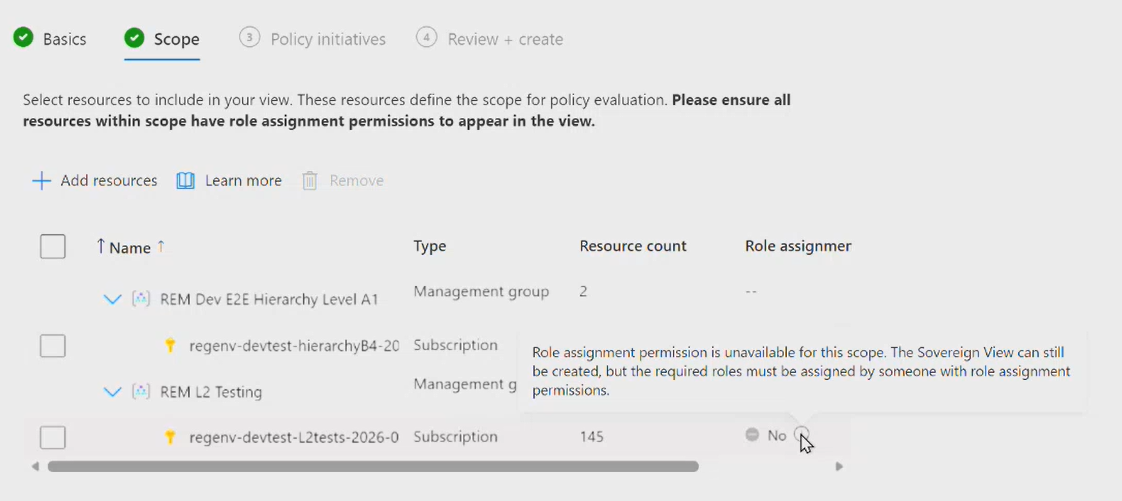 Basics
Scope
3 Policy initiatives
4 Review + create
Select resources to include in your view. These resources define the scope for policy evaluation. Please ensure all
resources within scope have role assignment permissions to appear in the view.
Add resources
Learn more
Remove
↑ Name ↑ Type Resource count Role assignmer
REM Dev E2E Hierarchy Level A1 Management group 2 --
regenv-devtest-hierarchyB4-20 Subscription
Role assignment permission is unavailable for this scope. The Sovereign View can still
be created, but the required roles must be assigned by someone with role assignment
permissions.
REM L2 Testing Management g
regenv-devtest-L2tests-2026-0 Subscription 145 No